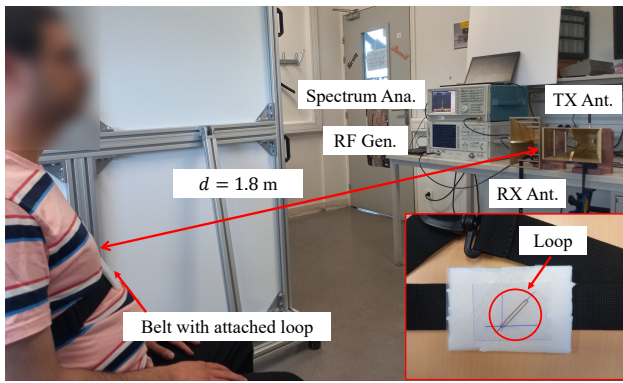 Spectrum Ana.
TX Ant.
RF Gen.
d = 1.8 m
RX Ant.
Loop
Belt with attached loop